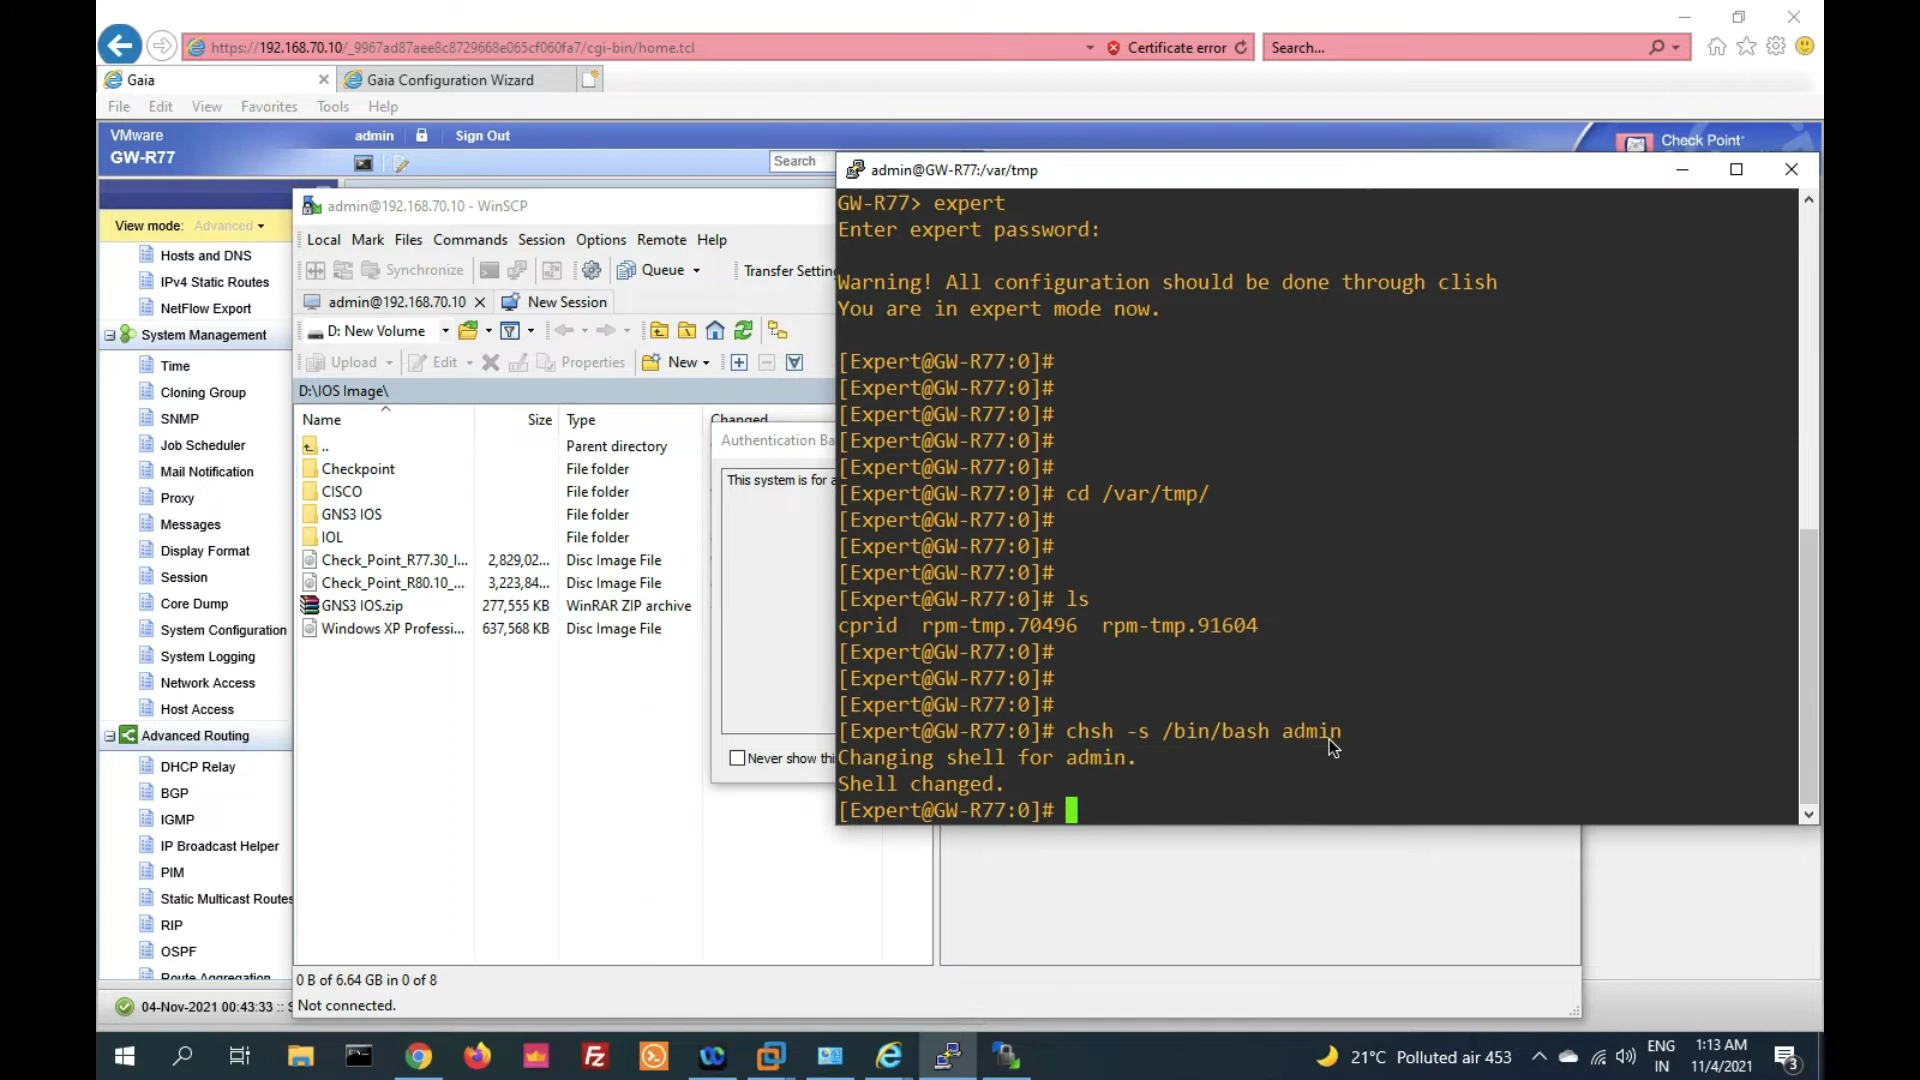 https://192.168.70.10/_9967ad87aee8c8729668e065cf060fa7/cgi-bin/home.tcl
Certificate error
Search...
Gaia
Gaia Configuration Wizard
File Edit View Favorites Tools Help
VMware
GW-R77
admin
Sign Out
Search
Check Point
View mode: Advanced
Hosts and DNS
IPv4 Static Routes
NetFlow Export
System Management
Time
Cloning Group
SNMP
Job Scheduler
Mail Notification
Proxy
Messages
Display Format
Session
Core Dump
System Configuration
System Logging
Network Access
Host Access
Advanced Routing
DHCP Relay
BGP
IGMP
IP Broadcast Helper
PIM
Static Multicast Routes
RIP
OSPF
Route Aggregation
04-Nov-2021 00:43:33 :: S
admin@192.168.70.10 - WinSCP
Local Mark Files Commands Session Options Remote Help
Synchronize
Queue
Transfer Settin
admin@192.168.70.10
New Session
D: New Volume
Upload
Edit
Properties
New
D:\IOS Image\
Name Size Type Changed
.. Parent directory
Checkpoint File folder
CISCO File folder
GNS3 IOS File folder
IOL File folder
Check_Point_R77.30_I... 2,829,02... Disc Image File
Check_Point_R80.10_... 3,223,84... Disc Image File
GNS3 IOS.zip 277,555 KB WinRAR ZIP archive
Windows XP Professi... 637,568 KB Disc Image File
0 B of 6.64 GB in 0 of 8
Not connected.
Authentication Ba
This system is for a
Never show thi
admin@GW-R77:/var/tmp
GW-R77> expert
Enter expert password:
Warning! All configuration should be done through clish
You are in expert mode now.
[Expert@GW-R77:0]#
[Expert@GW-R77:0]#
[Expert@GW-R77:0]#
[Expert@GW-R77:0]#
[Expert@GW-R77:0]#
[Expert@GW-R77:0]# cd /var/tmp/
[Expert@GW-R77:0]#
[Expert@GW-R77:0]#
[Expert@GW-R77:0]#
[Expert@GW-R77:0]# ls
cprid rpm-tmp.70496 rpm-tmp.91604
[Expert@GW-R77:0]#
[Expert@GW-R77:0]#
[Expert@GW-R77:0]#
[Expert@GW-R77:0]# chsh -s /bin/bash admin
Changing shell for admin.
Shell changed.
[Expert@GW-R77:0]#
21°C Polluted air 453
ENG
IN
1:13 AM
11/4/2021
3